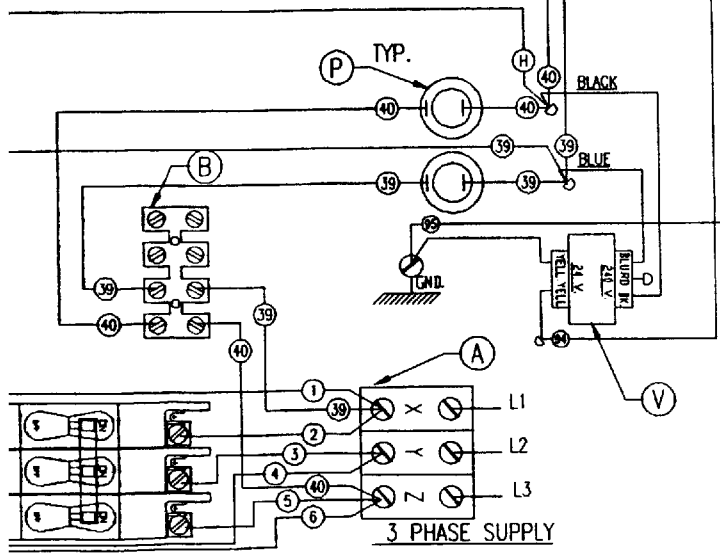 TYP.
P
H
40
BLACK
40
40
39
39
BLUE
B
39
39
95
GND.
YELL YELL
24 V.
240 V.
BLU RD BK
39
39
40
40
94
A
V
1
39
X
L1
2
3
Y
L2
4
40
5
Z
L3
6
3 PHASE SUPPLY